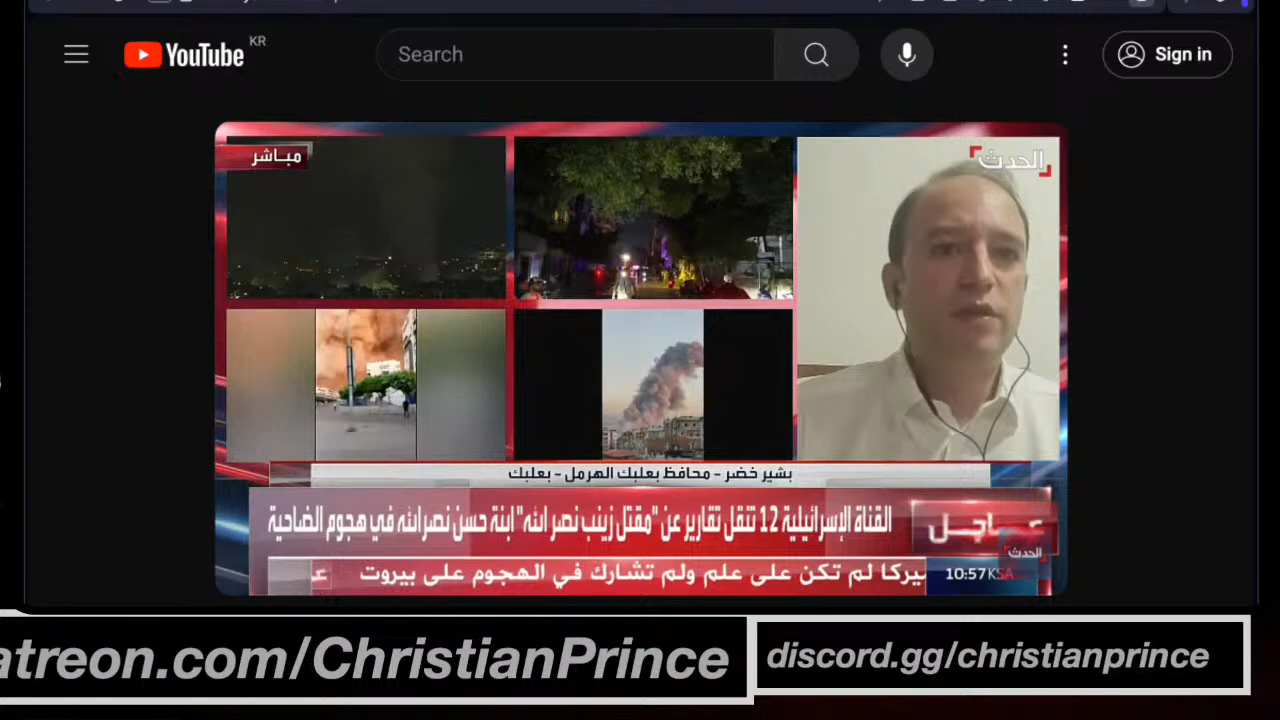 YouTube KR
Search
Sign in
مباشر
الحدث
بشير خضر - محافظ بعلبك الهرمل - بعلبك
عاجل
القناة الإسرائيلية 12 تنقل تقارير عن "مقتل زينب نصر الله" ابنة حسن نصرالله في هجوم الضاحية
الحدث
يركا لم تكن على علم ولم تشارك في الهجوم على بيروت
10:57 KSA
atreon.com/ChristianPrince
discord.gg/christianprince